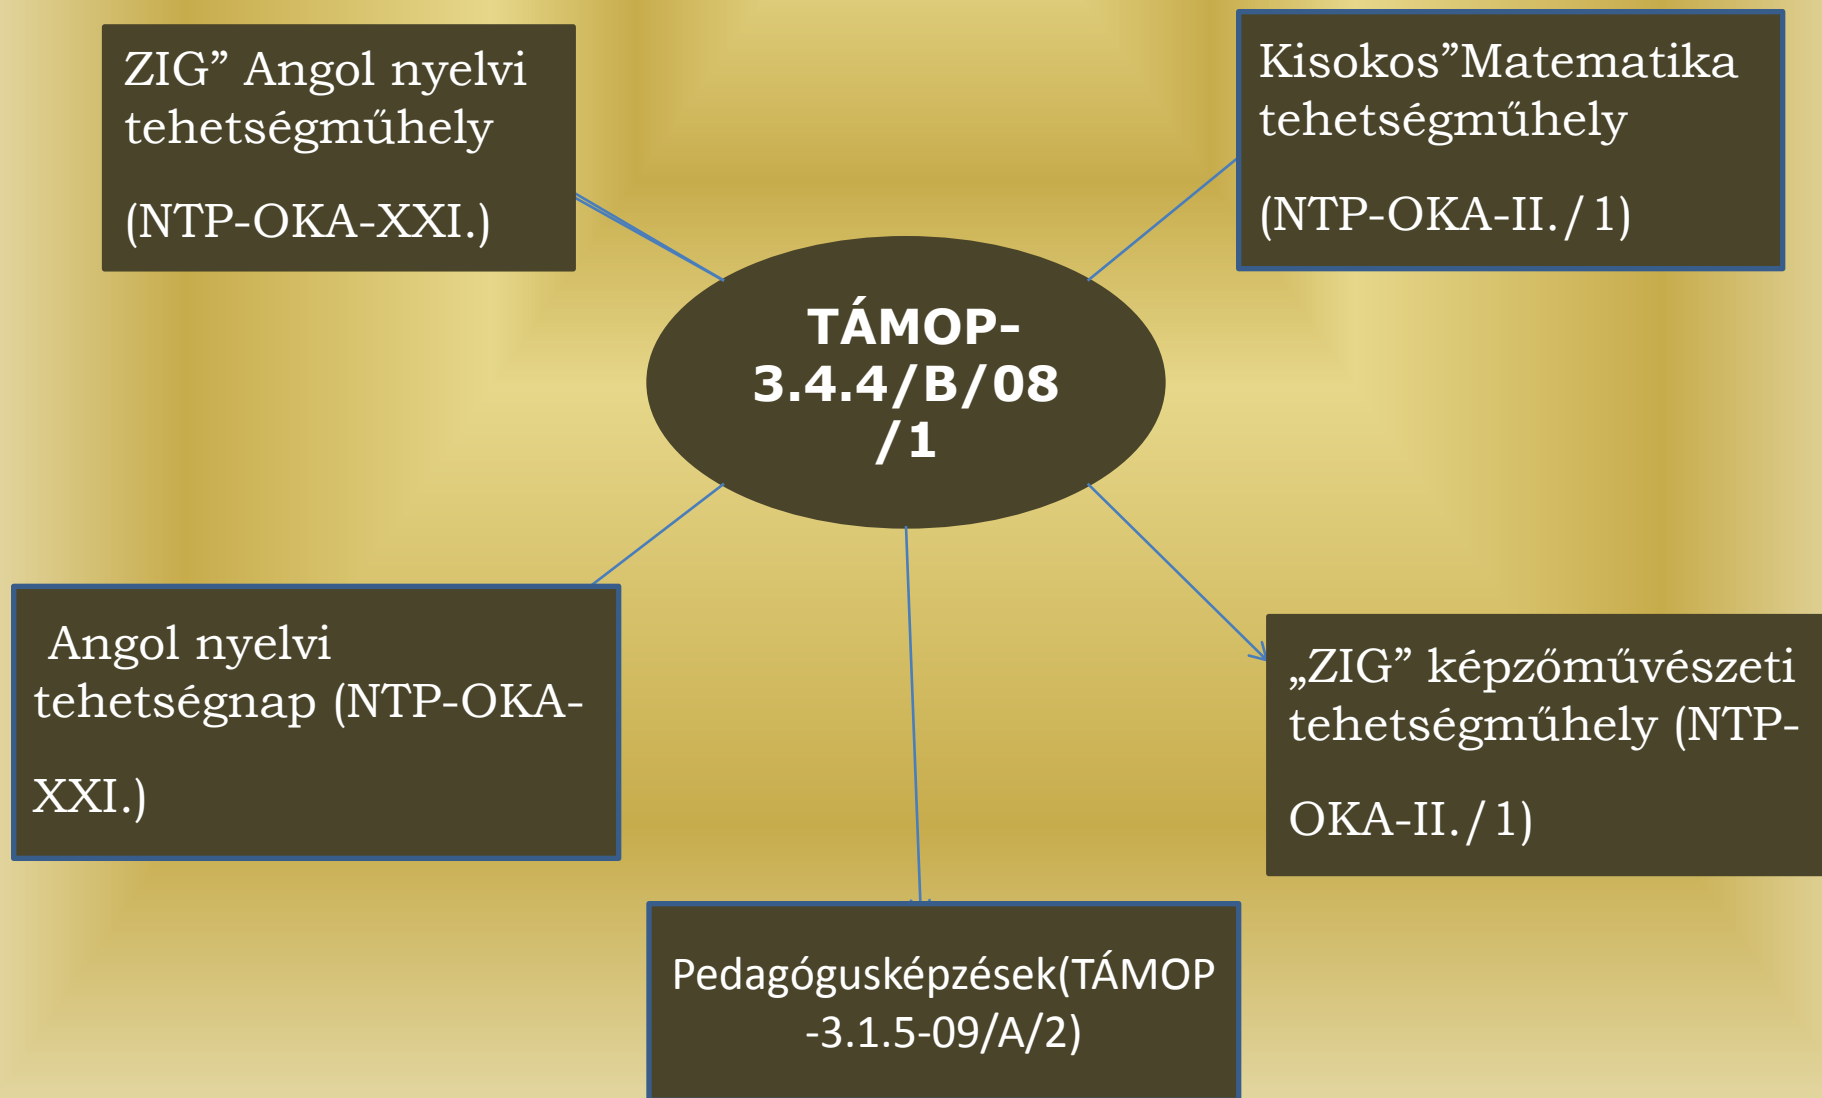 ZIG” Angol nyelvi
tehetségműhely
(NTP-OKA-XXI.)
Kisokos”Matematika
tehetségműhely
(NTP-OKA-II./1)
TÁMOP-
3.4.4/B/08
/1
Angol nyelvi
tehetségnap (NTP-OKA-
XXI.)
„ZIG” képzőművészeti
tehetségműhely (NTP-
OKA-II./1)
Pedagógusképzések(TÁMOP
-3.1.5-09/A/2)